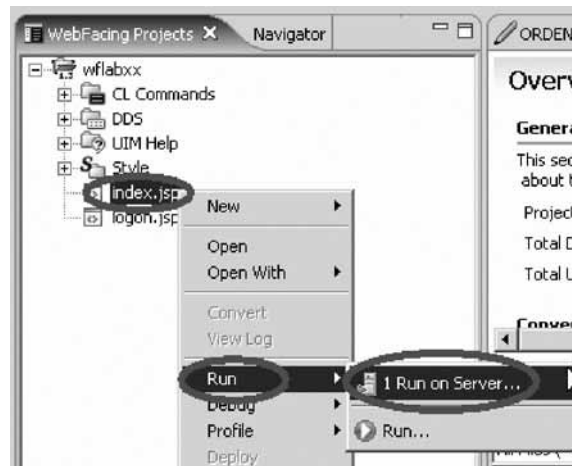 WebFacing Projects
Navigator
ORDEN
wflabxx
CL Commands
DDS
UIM Help
Style
index.jsp
logon.jsp
New
Open
Open With
Convert
View Log
Run
Debug
Profile
Deploy
1 Run on Server...
Run...
Overv
Genera
This sec
about t
Project
Total D
Total U
Conver